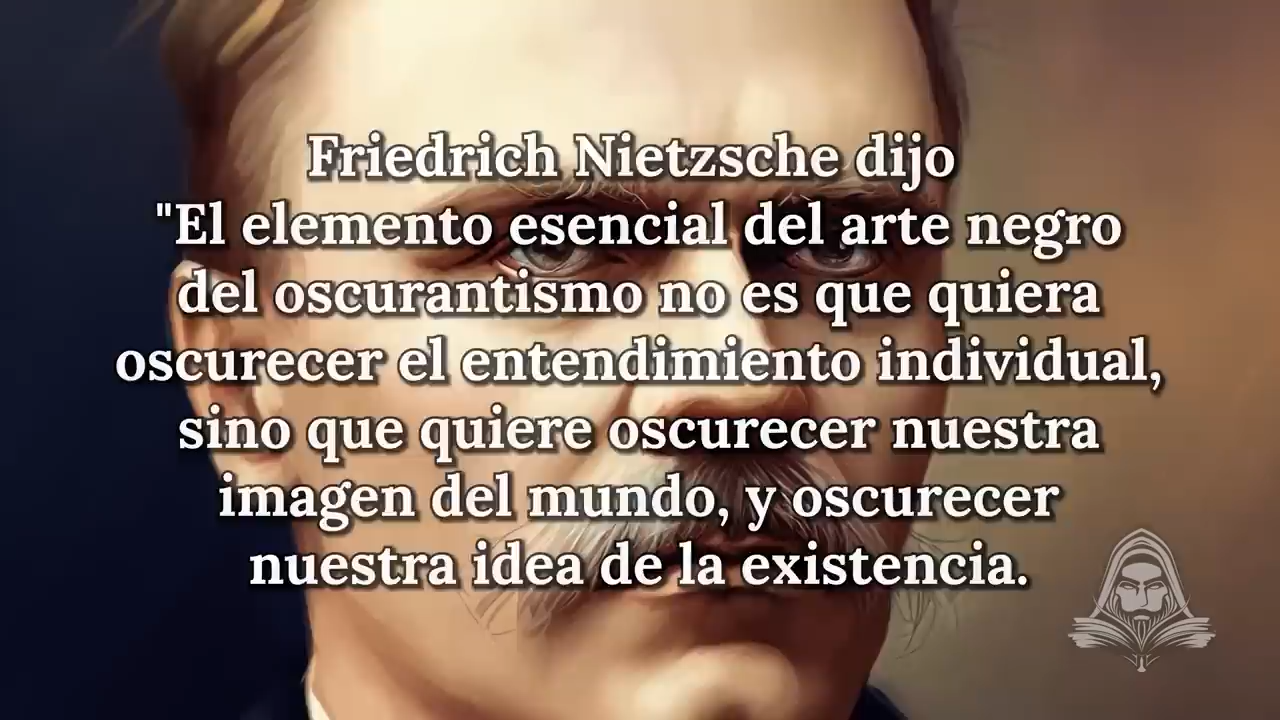 Friedrich Nietzsche dijo
"El elemento esencial del arte negro
del oscurantismo no es que quiera
oscurecer el entendimiento individual,
sino que quiere oscurecer nuestra
imagen del mundo, y oscurecer
nuestra idea de la existencia.